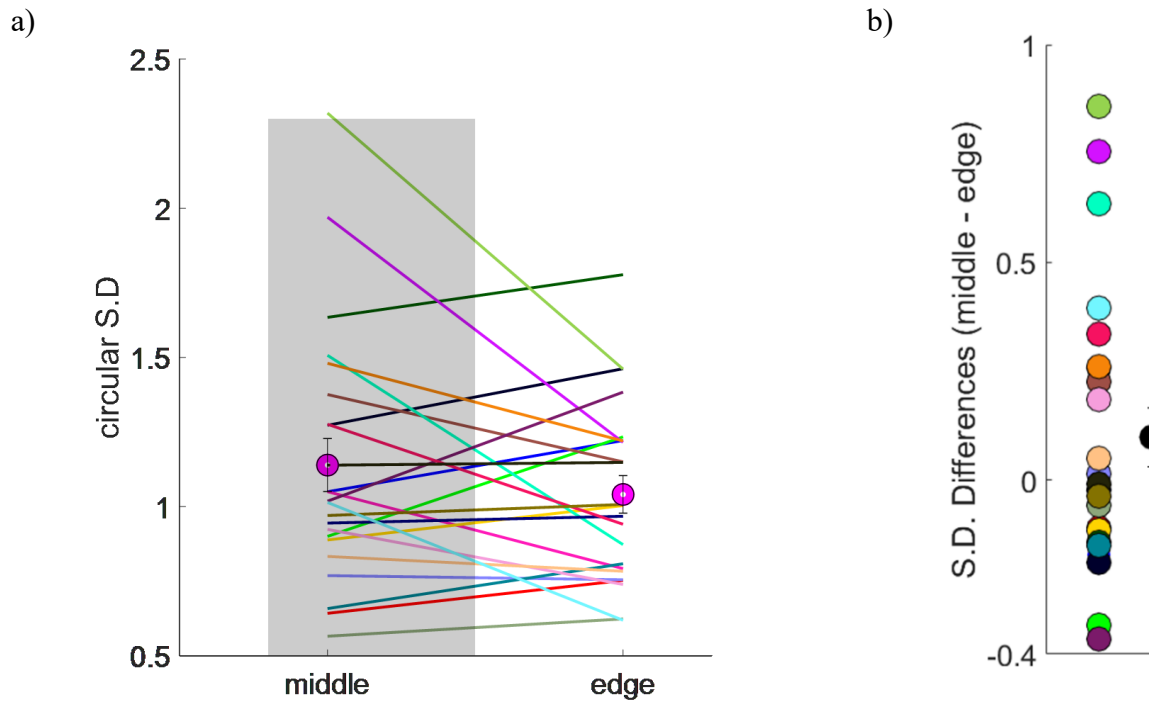 a)
2.5
2
1.5
1
0.5
circular S.D
middle
edge
b)
1
0.5
0
-0.4
S.D. Differences (middle - edge)